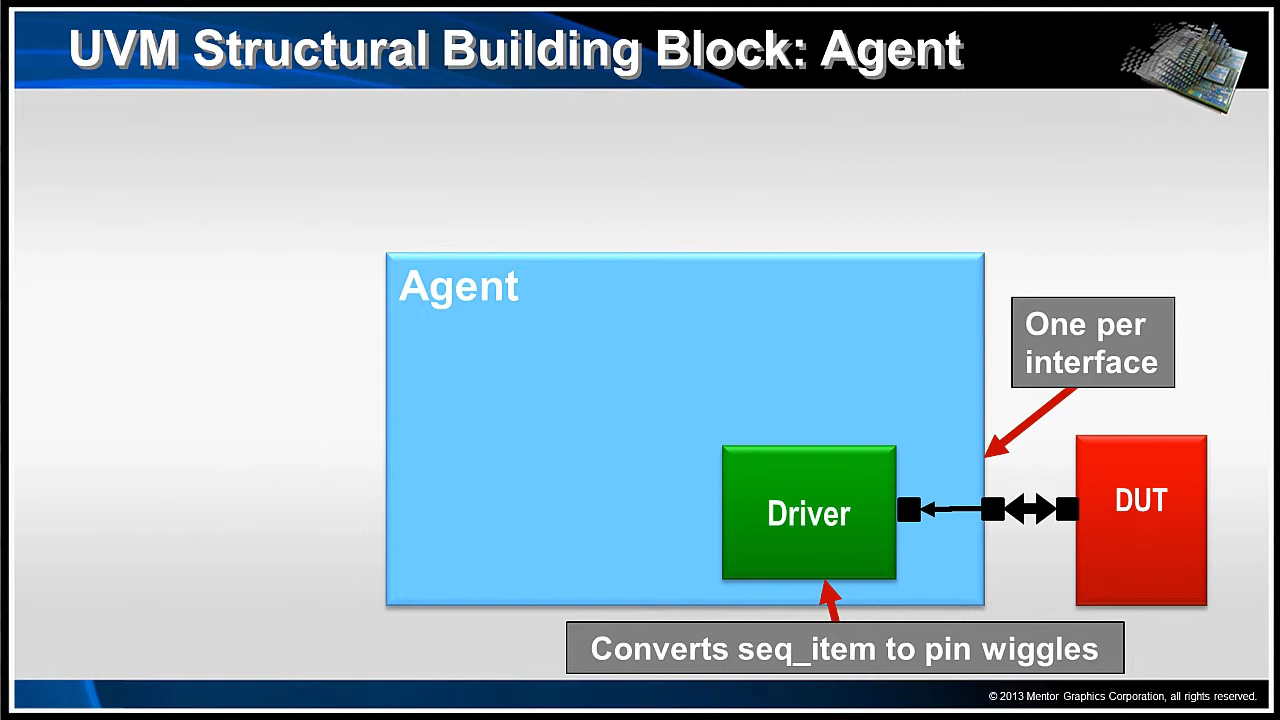 UVM Structural Building Block: Agent
Agent
One per
interface
Driver
DUT
Converts seq_item to pin wiggles
© 2013 Mentor Graphics Corporation, all rights reserved.